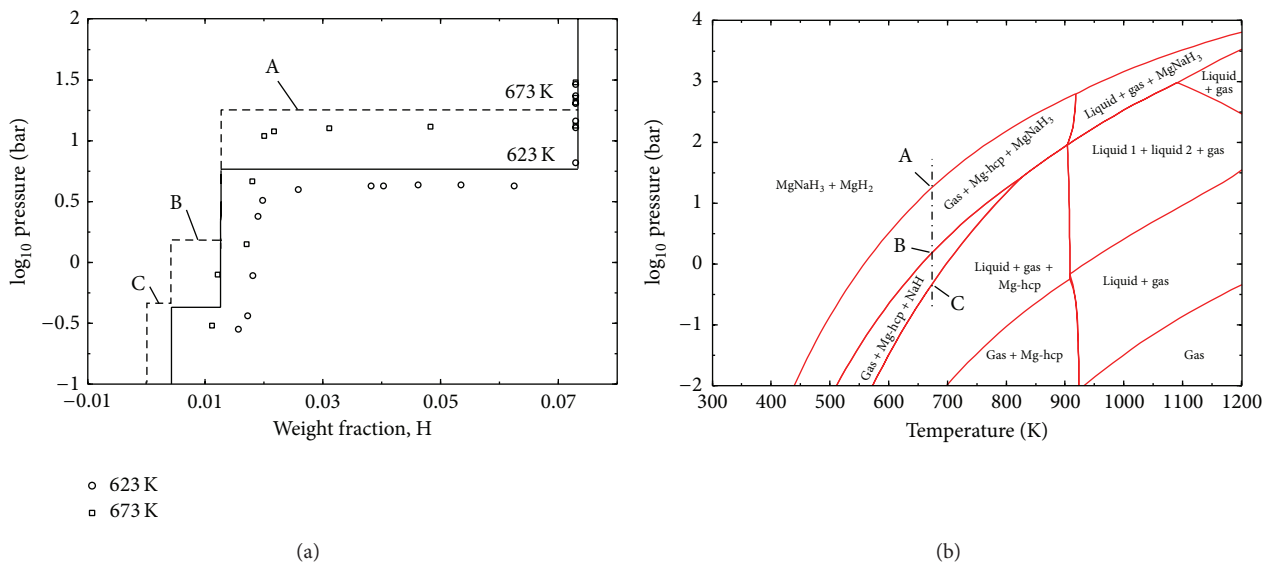 2
1.5
1
0.5
0
−0.5
−1
−0.01
0.01
0.03
0.05
0.07
log₁₀ pressure (bar)
Weight fraction, H
A
B
C
673 K
623 K
623 K
673 K
(a)
4
3
2
1
0
−1
−2
300
400
500
600
700
800
900
1000
1100
1200
log₁₀ pressure (bar)
Temperature (K)
MgNaH₃ + MgH₂
A
B
C
Gas + Mg-hcp + MgNaH₃
Liquid + gas + MgNaH₃
Liquid
+ gas
Liquid 1 + liquid 2 + gas
Gas + Mg-hcp + NaH
Liquid + gas +
Mg-hcp
Liquid + gas
Gas + Mg-hcp
Gas
(b)